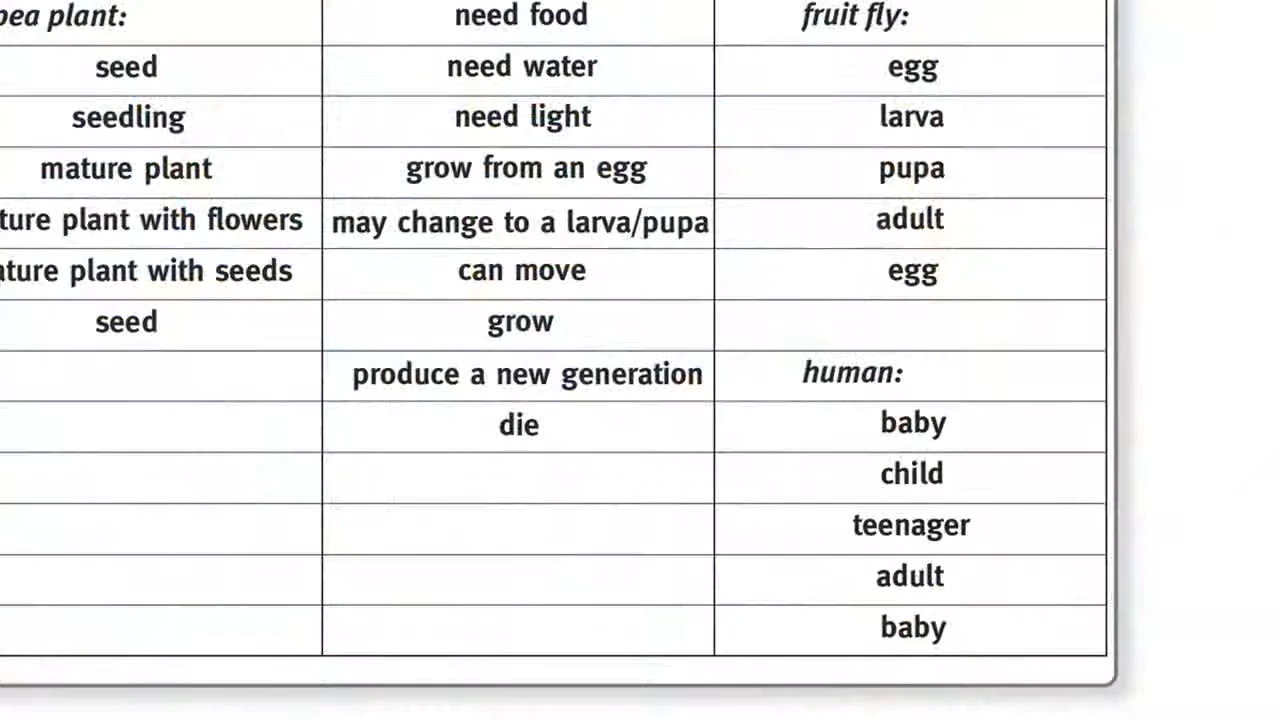 pea plant: need food fruit fly:
seed need water egg
seedling need light larva
mature plant grow from an egg pupa
ture plant with flowers may change to a larva/pupa adult
ature plant with seeds can move egg
seed grow
produce a new generation human:
die baby
child
teenager
adult
baby